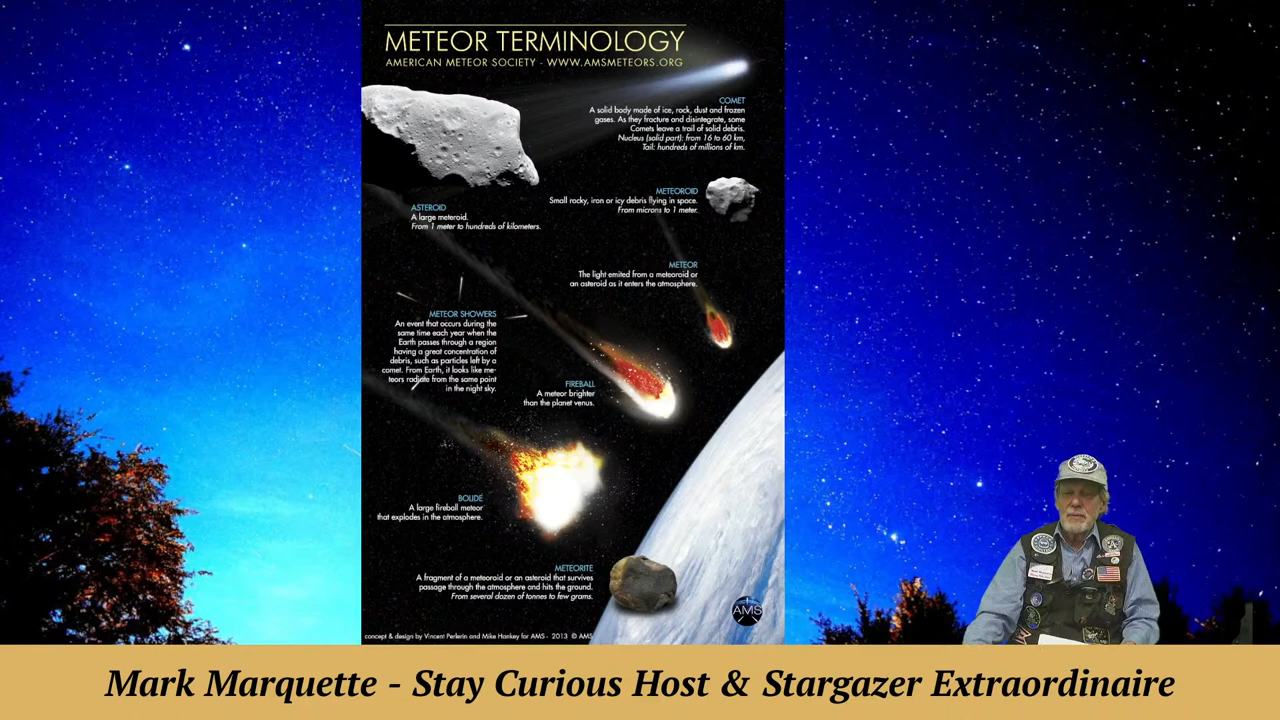 METEOR TERMINOLOGY
AMERICAN METEOR SOCIETY - WWW.AMSMETEORS.ORG
COMET
A solid body made of ice, rock, dust and frozen
gases. As they fracture and disintegrate, some
Comets leave a trail of solid debris.
Nucleus (solid part): from 16 to 60 km,
Tail: hundreds of millions of km.
METEOROID
Small rocky, iron or icy debris flying in space.
From microns to 1 meter.
ASTEROID
A large meteroid.
From 1 meter to hundreds of kilometers.
METEOR
The light emited from a meteoroid or
an asteroid as it enters the atmosphere.
METEOR SHOWERS
An event that occurs during the
same time each year when the
Earth passes through a region
having a great concentration of
debris, such as particles left by a
comet. From Earth, it looks like me-
teors radiate from the same point
in the night sky.
FIREBALL
A meteor brighter
than the planet venus.
BOLIDE
A large fireball meteor
that explodes in the atmosphere.
METEORITE
A fragment of a meteoroid or an asteroid that survives
passage through the atmosphere and hits the ground.
From several dozen of tonnes to few grams.
AMS
concept & design by Vincent Perlerin and Mike Hankey for AMS - 2013 © AMS
Mark Marquette - Stay Curious Host & Stargazer Extraordinaire